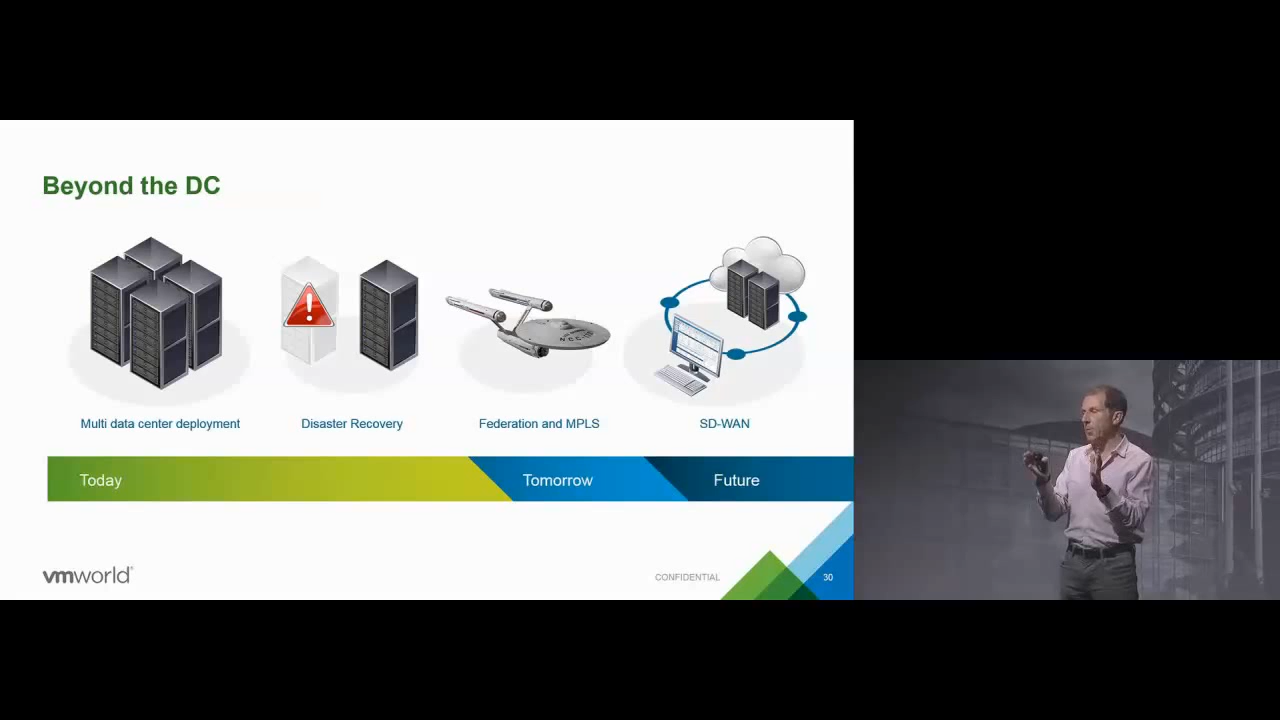 Beyond the DC
Multi data center deployment
Disaster Recovery
Federation and MPLS
SD-WAN
Today
Tomorrow
Future
vmworld
CONFIDENTIAL
30